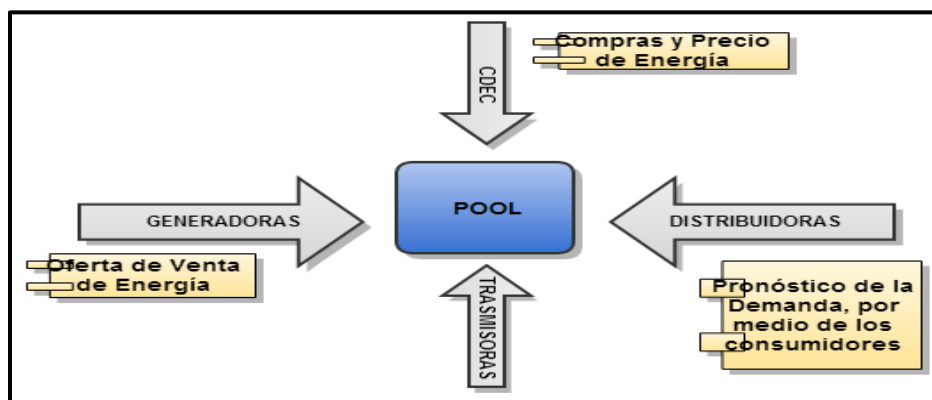 Compras y Precio
de Energía
CDEC
POOL
GENERADORAS
DISTRIBUIDORAS
Oferta de Venta
de Energía
TRASMISORAS
Pronóstico de la
Demanda, por
medio de los
consumidores